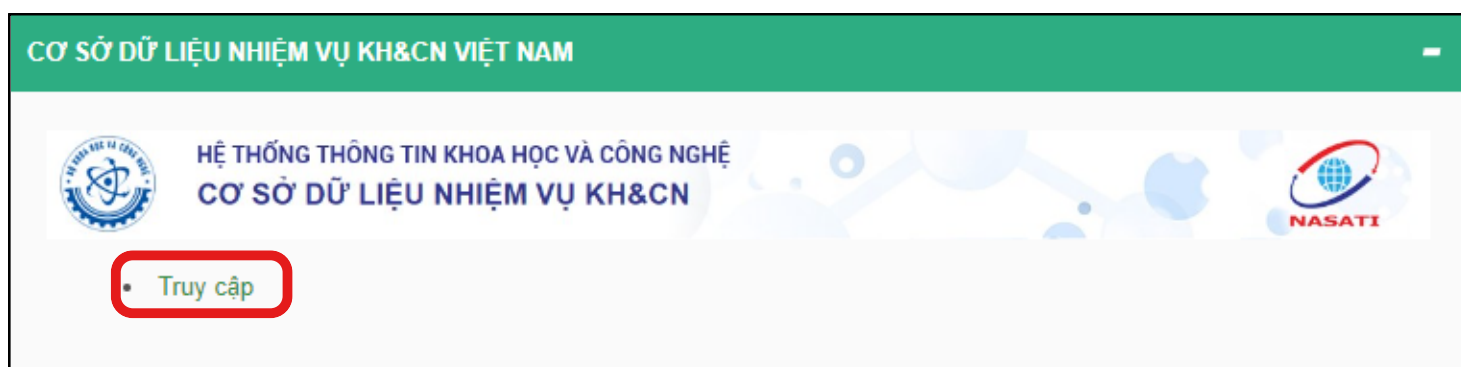 CƠ SỞ DỮ LIỆU NHIỆM VỤ KH&CN VIỆT NAM
HỆ THỐNG THÔNG TIN KHOA HỌC VÀ CÔNG NGHỆ
CƠ SỞ DỮ LIỆU NHIỆM VỤ KH&CN
NASATI
• Truy cập